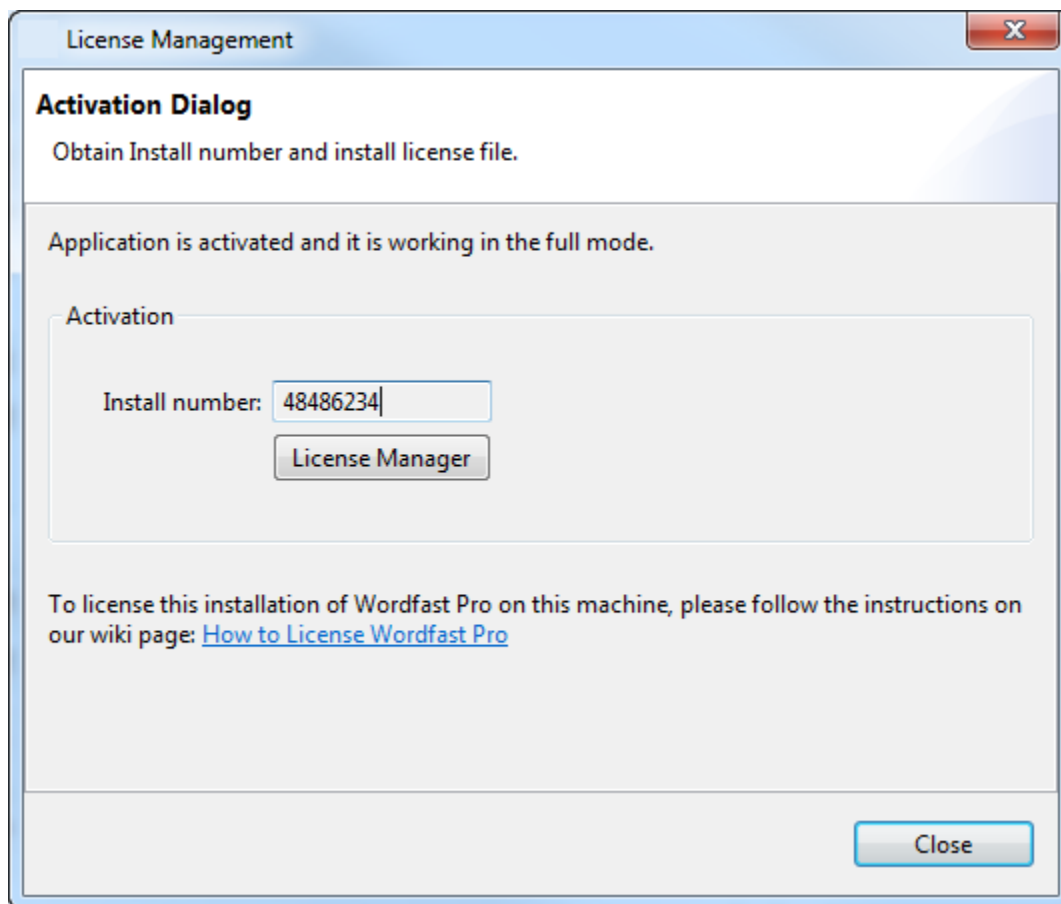 License Management
Activation Dialog
Obtain Install number and install license file.
Application is activated and it is working in the full mode.
Activation
Install number: 48486234
License Manager
To license this installation of Wordfast Pro on this machine, please follow the instructions on
our wiki page: How to License Wordfast Pro
Close